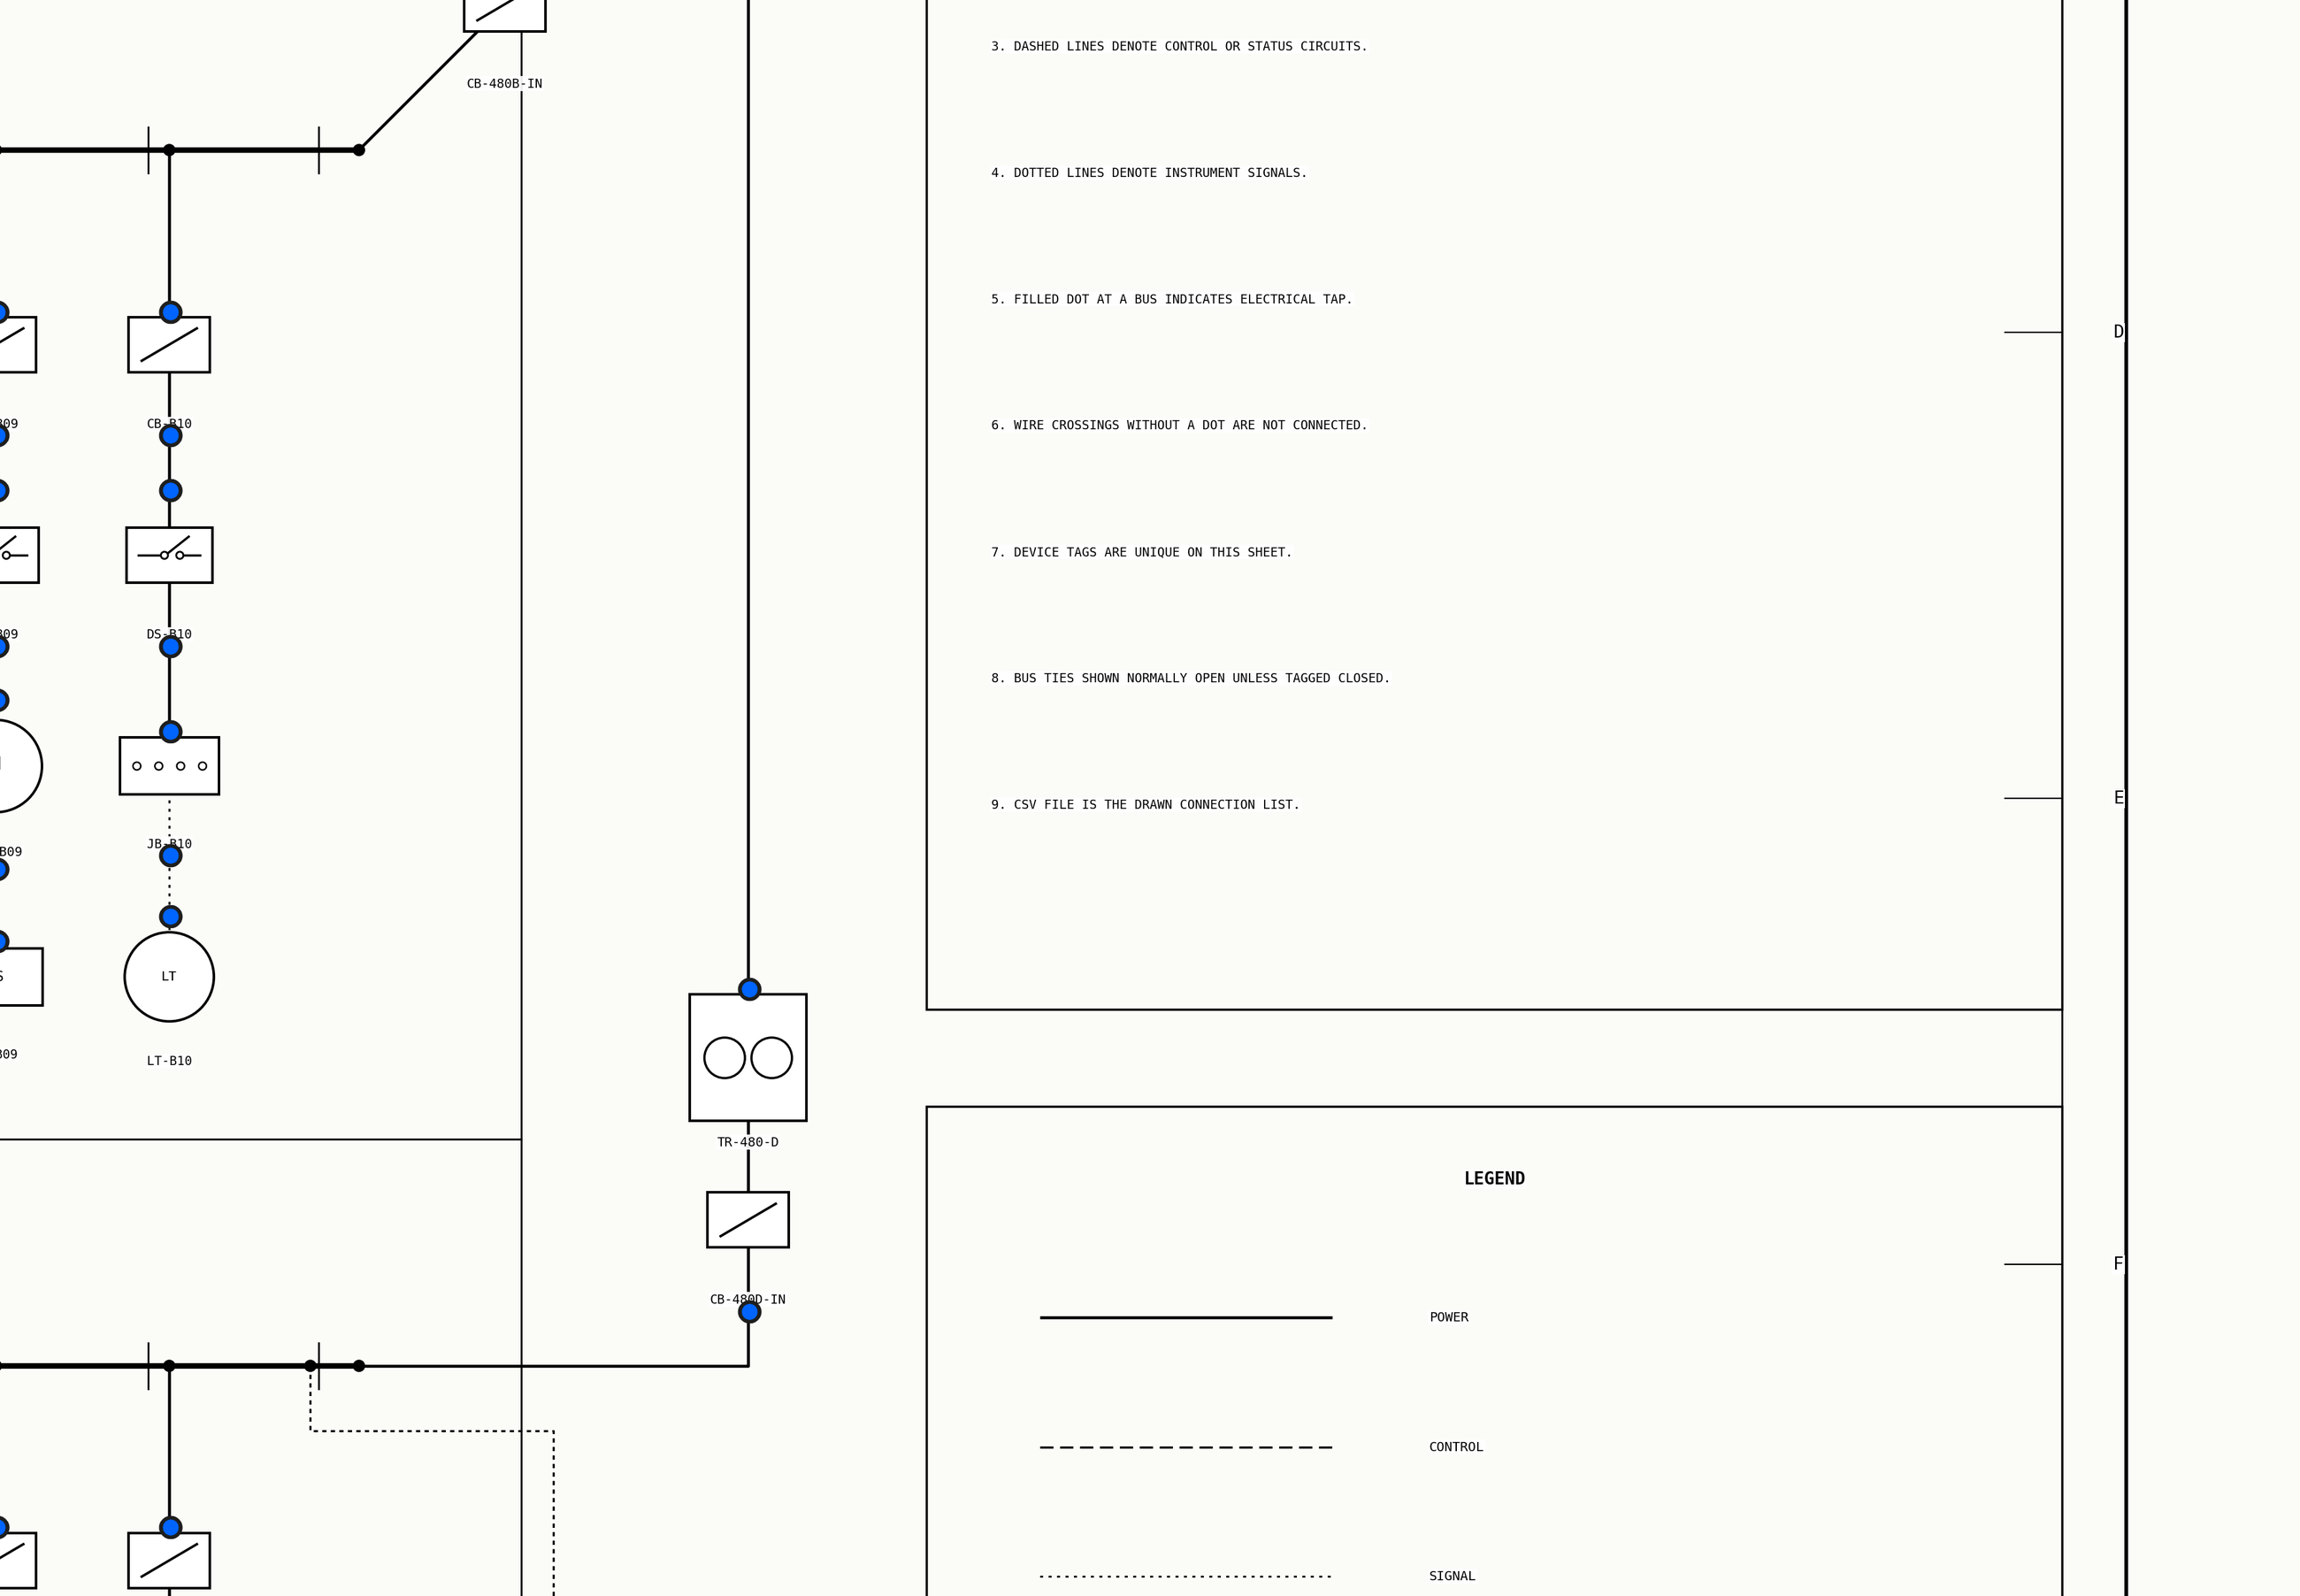 CB-480B-IN
3. DASHED LINES DENOTE CONTROL OR STATUS CIRCUITS.
4. DOTTED LINES DENOTE INSTRUMENT SIGNALS.
5. FILLED DOT AT A BUS INDICATES ELECTRICAL TAP.
D
B09
CB-B10
6. WIRE CROSSINGS WITHOUT A DOT ARE NOT CONNECTED.
7. DEVICE TAGS ARE UNIQUE ON THIS SHEET.
B09
DS-B10
8. BUS TIES SHOWN NORMALLY OPEN UNLESS TAGGED CLOSED.
9. CSV FILE IS THE DRAWN CONNECTION LIST.
E
B09
JB-B10
S
LT
B09
LT-B10
TR-480-D
LEGEND
F
CB-480D-IN
POWER
CONTROL
SIGNAL